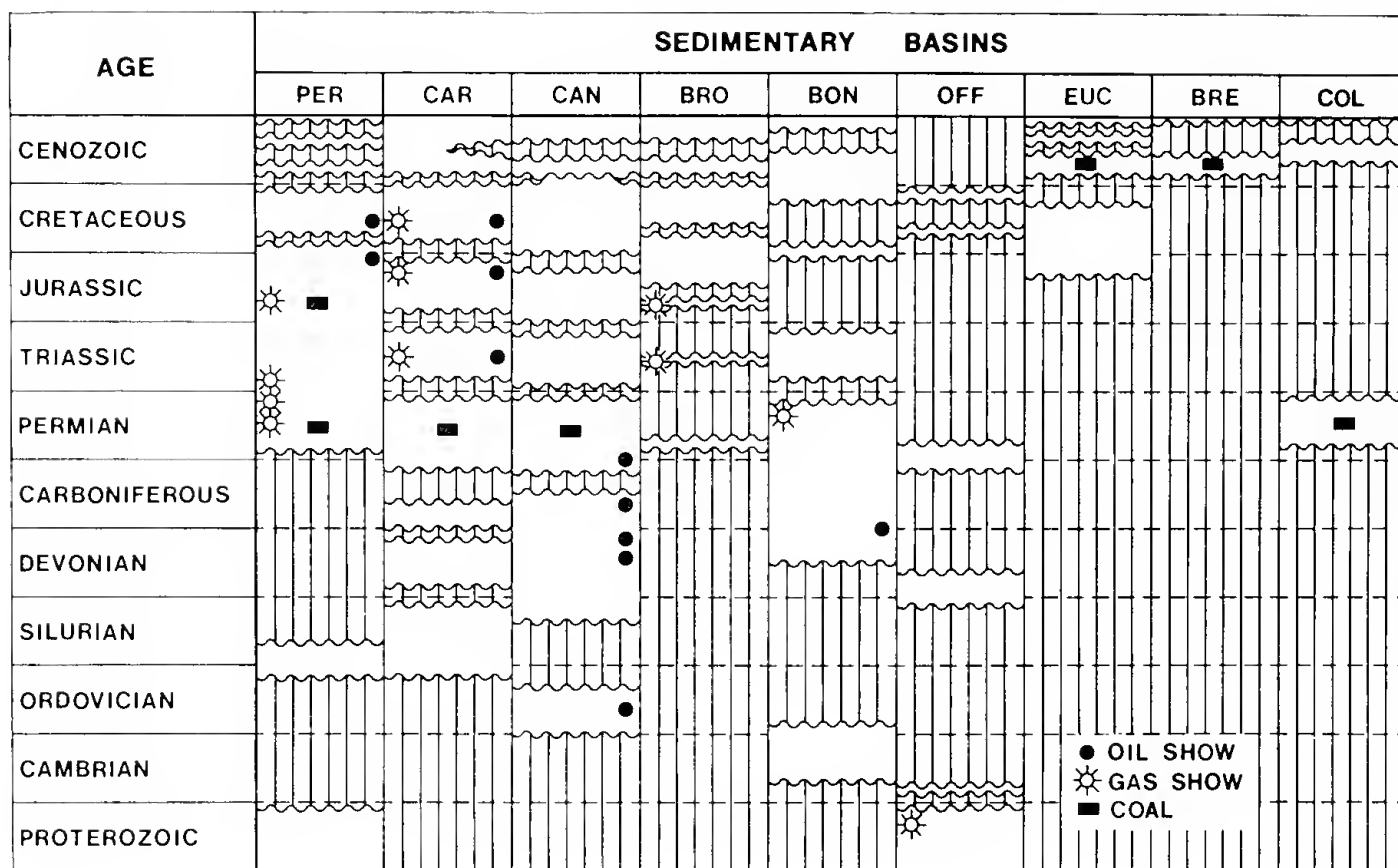 AGE
SEDIMENTARY BASINS
PER CAR CAN BRO BON OFF EUC BRE COL
CENOZOIC
CRETACEOUS
JURASSIC
TRIASSIC
PERMIAN
CARBONIFEROUS
DEVONIAN
SILURIAN
ORDOVICIAN
CAMBRIAN
PROTEROZOIC
OIL SHOW
GAS SHOW
COAL